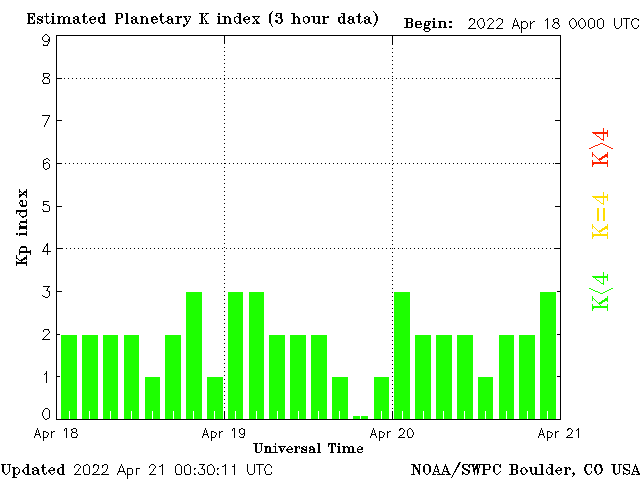 Estimated Planetary K index (3 hour data)
Begin: 2022 Apr 18 0000 UTC
9
8
7
6
5
4
3
2
1
0
Kp index
K>4
K=4
K<4
Apr 18
Apr 19
Apr 20
Apr 21
Universal Time
Updated 2022 Apr 21 00:30:11 UTC
NOAA/SWPC Boulder, CO USA